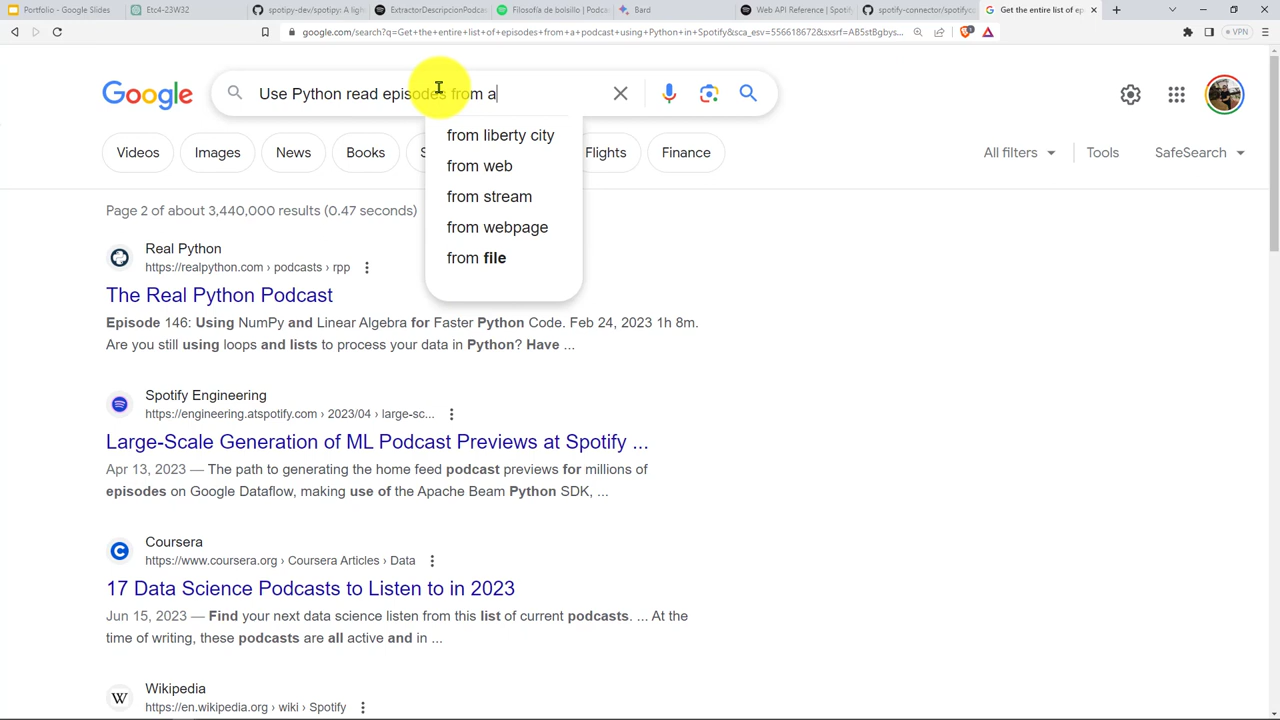 Portfolio - Google Slides
Etc4-23W32
spotipy-dev/spotipy: A ligh
ExtractorDescripcionPodcas
Filosofía de bolsillo | Podc
Bard
Web API Reference | Spotify
spotify-connector/spotifyco
Get the entire list of ep
google.com/search?q=Get+the+entire+list+of+episodes+from+a+podcast+using+Python+in+Spotify&sca_esv=556618672&sxsrf=AB5stBgbys...
VPN
Google
Use Python read episodes from a
from liberty city
from web
from stream
from webpage
from file
Videos
Images
News
Books
S
Flights
Finance
All filters
Tools
SafeSearch
Page 2 of about 3,440,000 results (0.47 seconds)
Real Python
https://realpython.com › podcasts › rpp
The Real Python Podcast
Episode 146: Using NumPy and Linear Algebra for Faster Python Code. Feb 24, 2023 1h 8m.
Are you still using loops and lists to process your data in Python? Have ...
Spotify Engineering
https://engineering.atspotify.com › 2023/04 › large-sc...
Large-Scale Generation of ML Podcast Previews at Spotify ...
Apr 13, 2023 — The path to generating the home feed podcast previews for millions of
episodes on Google Dataflow, making use of the Apache Beam Python SDK, ...
Coursera
https://www.coursera.org › Coursera Articles › Data
17 Data Science Podcasts to Listen to in 2023
Jun 15, 2023 — Find your next data science listen from this list of current podcasts. ... At the
time of writing, these podcasts are all active and in ...
W
Wikipedia
https://en.wikipedia.org › wiki › Spotify